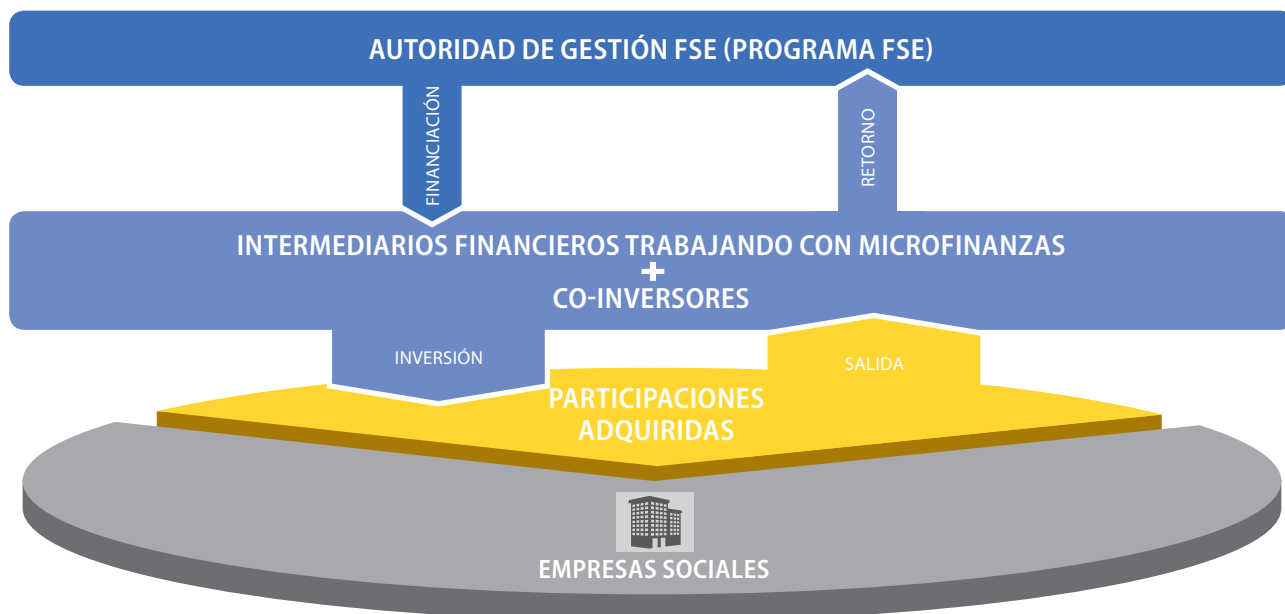 AUTORIDAD DE GESTIÓN FSE (PROGRAMA FSE)
FINANCIACIÓN
RETORNO
INTERMEDIARIOS FINANCIEROS TRABAJANDO CON MICROFINANZAS
+
CO-INVERSORES
INVERSIÓN
SALIDA
PARTICIPACIONES
ADQUIRIDAS
EMPRESAS SOCIALES